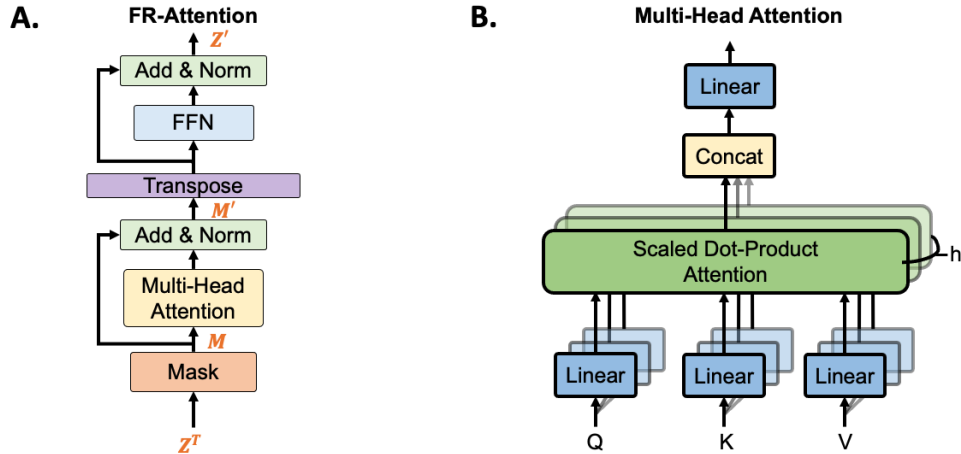 A.
FR-Attention
Z'
Add & Norm
FFN
Transpose
M'
Add & Norm
Multi-Head
Attention
M
Mask
Z^T
B.
Multi-Head Attention
Linear
Concat
Scaled Dot-Product
Attention
h
Linear
Linear
Linear
Q
K
V